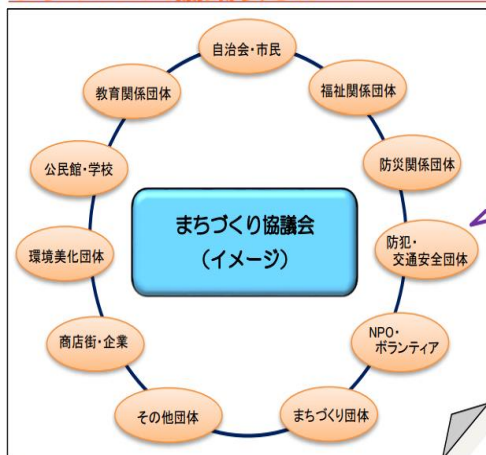 自治会・市民
福祉関係団体
防災関係団体
防犯・
交通安全団体
NPO・
ボランティア
まちづくり団体
その他団体
商店街・企業
環境美化団体
公民館・学校
教育関係団体
まちづくり協議会
(イメージ)